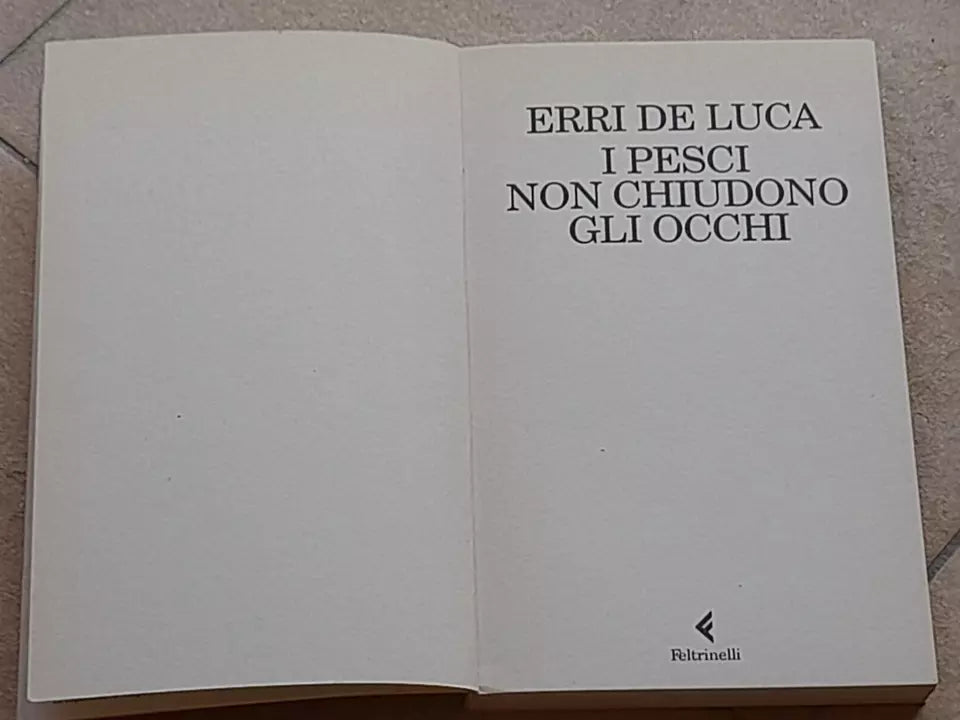 ERRI DE LUCA
I PESCI
NON CHIUDONO
GLI OCCHI
Feltrinelli